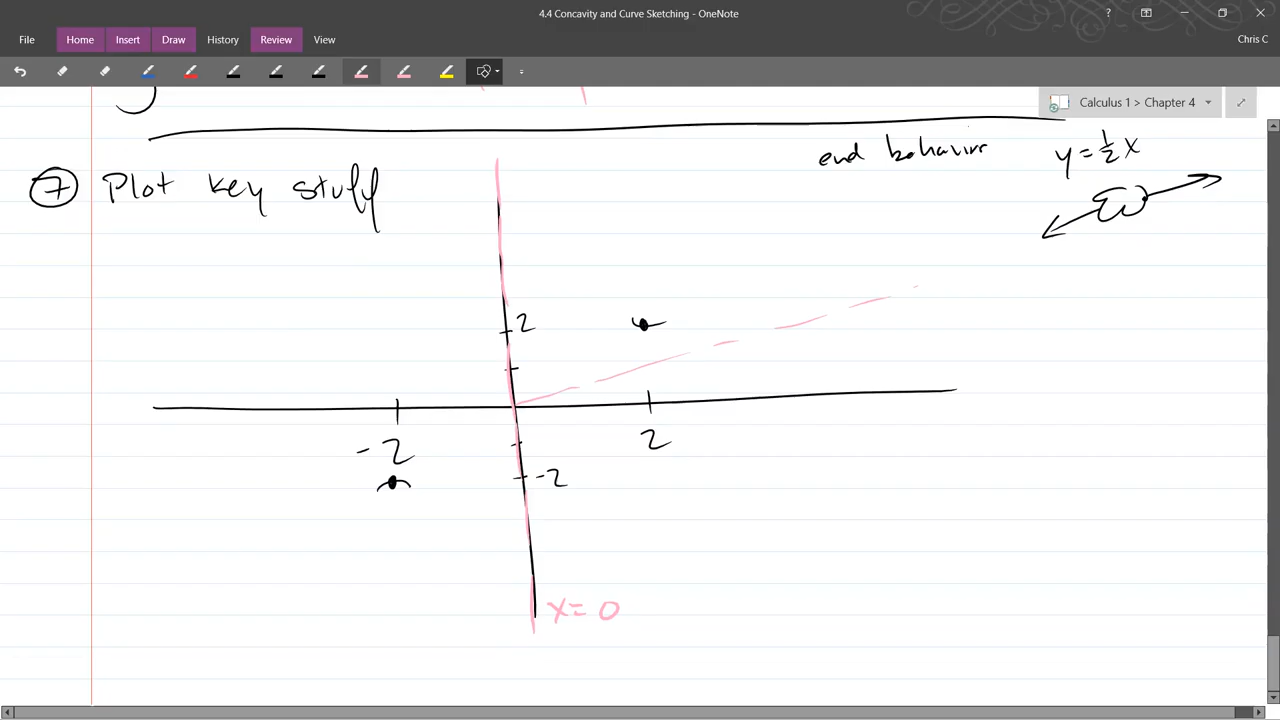 4.4 Concavity and Curve Sketching - OneNote
File Home Insert Draw History Review View
Chris C
Calculus 1 > Chapter 4
end behavior y = 1/2 x
7 Plot key stuff
2
2
-2
-2
x = 0